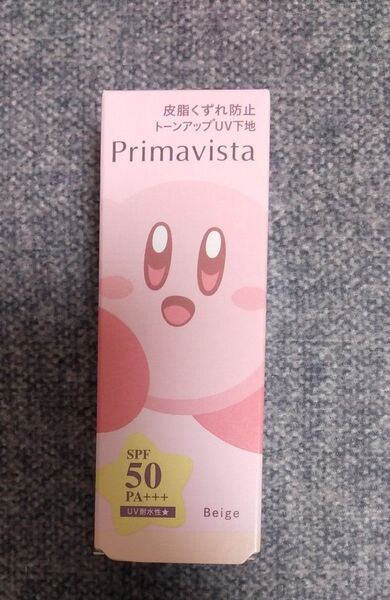 皮脂くずれ防止
トーンアップUV下地
Primavista
SPF
50
PA+++
UV耐水性★
Beige